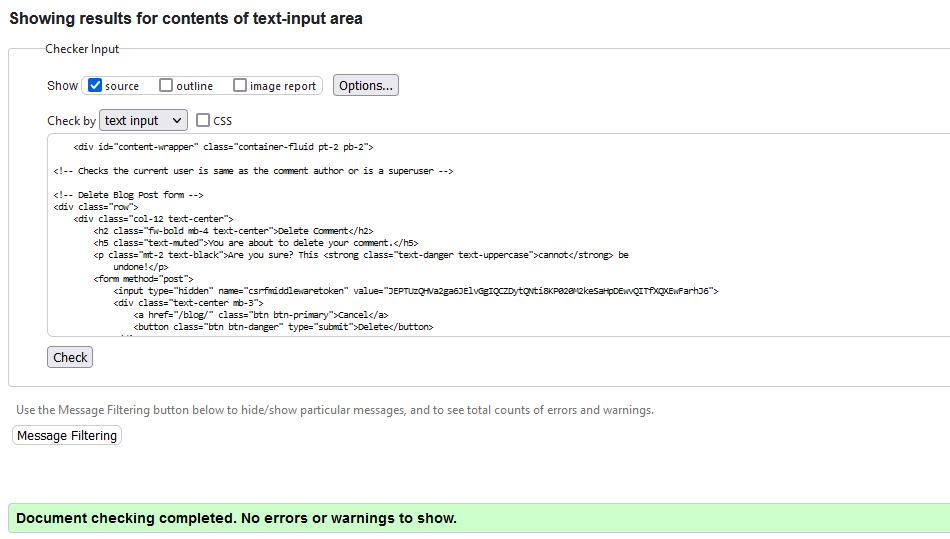 Showing results for contents of text-input area
Checker Input
Show source outline image report Options...
Check by text input CSS
<div id="content-wrapper" class="container-fluid pt-2 pb-2">
<!-- Checks the current user is same as the comment author or is a superuser -->
<!-- Delete Blog Post form -->
<div class="row">
<div class="col-12 text-center">
<h2 class="fw-bold mb-4 text-center">Delete Comment</h2>
<h5 class="text-muted">You are about to delete your comment.</h5>
<p class="mt-2 text-black">Are you sure? This <strong class="text-danger text-uppercase">cannot</strong> be
undone!</p>
<form method="post">
<input type="hidden" name="csrfmiddlewaretoken" value="
<div class="text-center mb-3">
<a href="/blog/" class="btn btn-primary">Cancel</a>
<button class="btn btn-danger" type="submit">Delete</button>
Check
Use the Message Filtering button below to hide/show particular messages, and to see total counts of errors and warnings.
Message Filtering
Document checking completed. No errors or warnings to show.